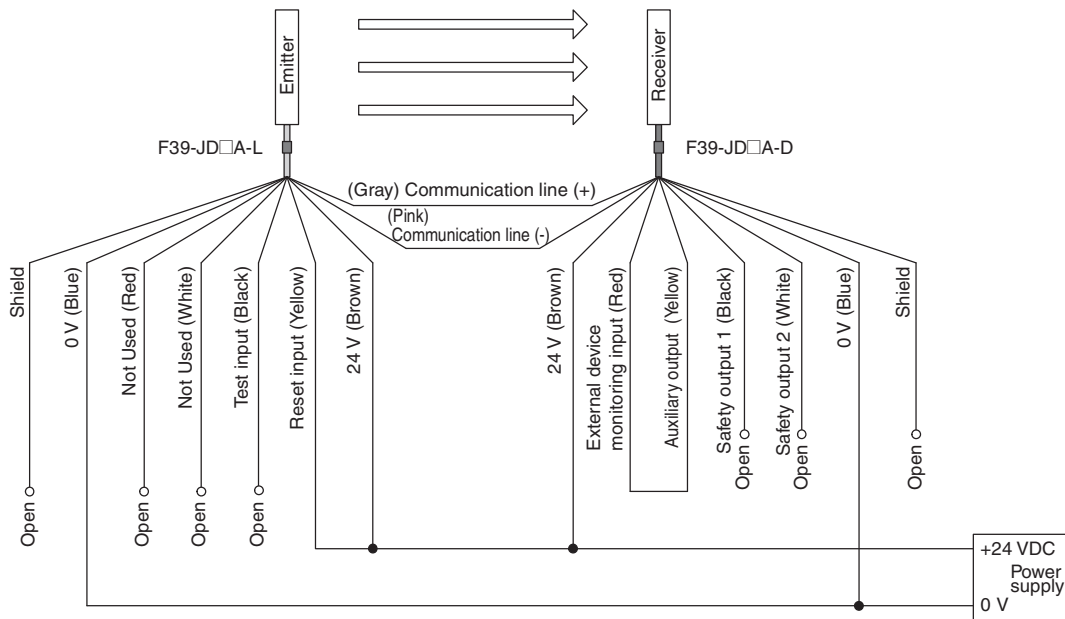 Emitter
Receiver
F39-JD□A-L
F39-JD□A-D
(Gray) Communication line (+)
(Pink)
Communication line (-)
Shield
0 V (Blue)
Not Used (Red)
Not Used (White)
Test input (Black)
Reset input (Yellow)
24 V (Brown)
24 V (Brown)
External device
monitoring input (Red)
Auxiliary output (Yellow)
Safety output 1 (Black)
Safety output 2 (White)
0 V (Blue)
Shield
Open
Open
Open
Open
Open
Open
Open
+24 VDC
Power
supply
0 V